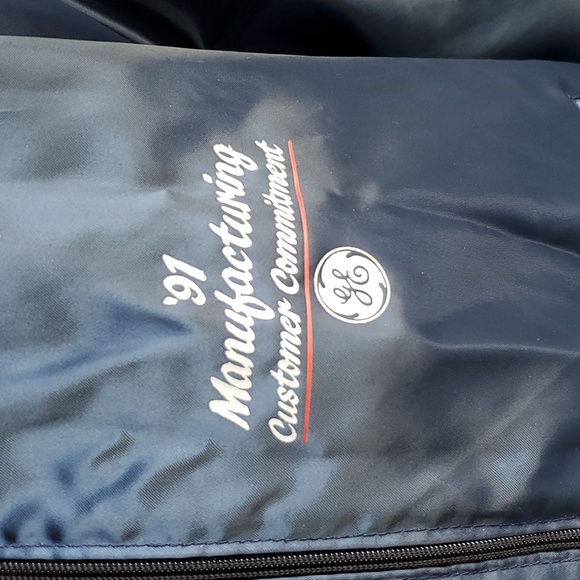 '91
Manufacturing
Customer Commitment
GE